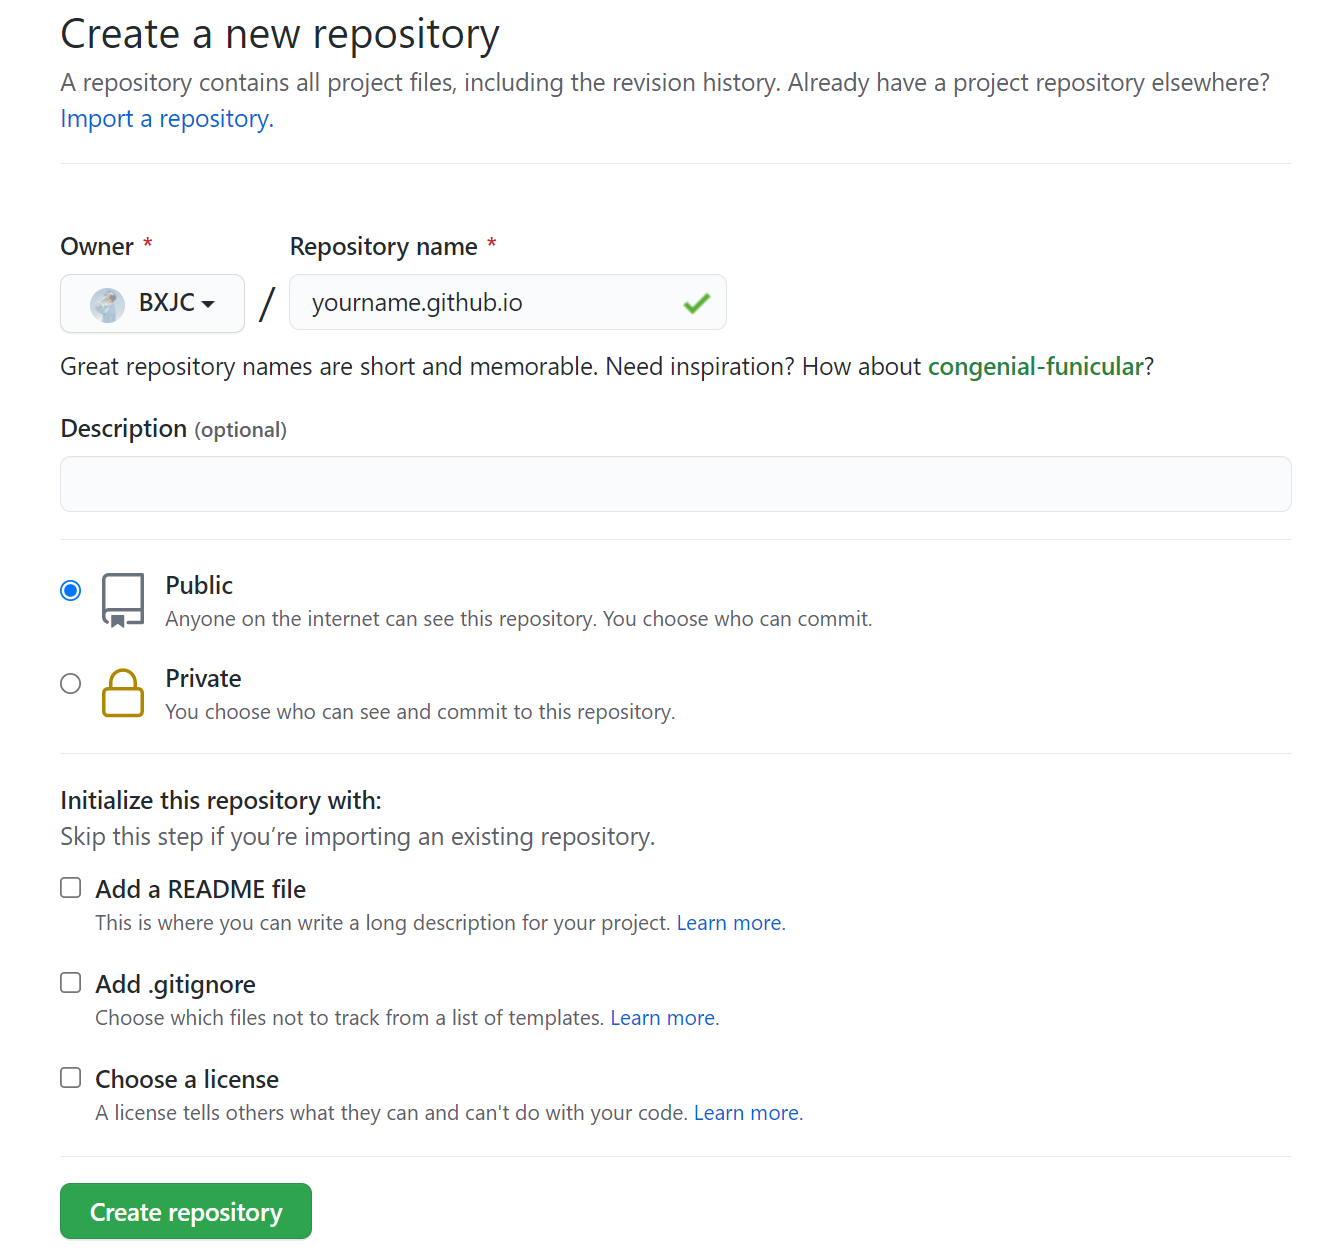 Create a new repository
A repository contains all project files, including the revision history. Already have a project repository elsewhere?
Import a repository.
Owner * Repository name *
BXJC / yourname.github.io
Great repository names are short and memorable. Need inspiration? How about congenial-funicular?
Description (optional)
Public
Anyone on the internet can see this repository. You choose who can commit.
Private
You choose who can see and commit to this repository.
Initialize this repository with:
Skip this step if you’re importing an existing repository.
Add a README file
This is where you can write a long description for your project. Learn more.
Add .gitignore
Choose which files not to track from a list of templates. Learn more.
Choose a license
A license tells others what they can and can't do with your code. Learn more.
Create repository